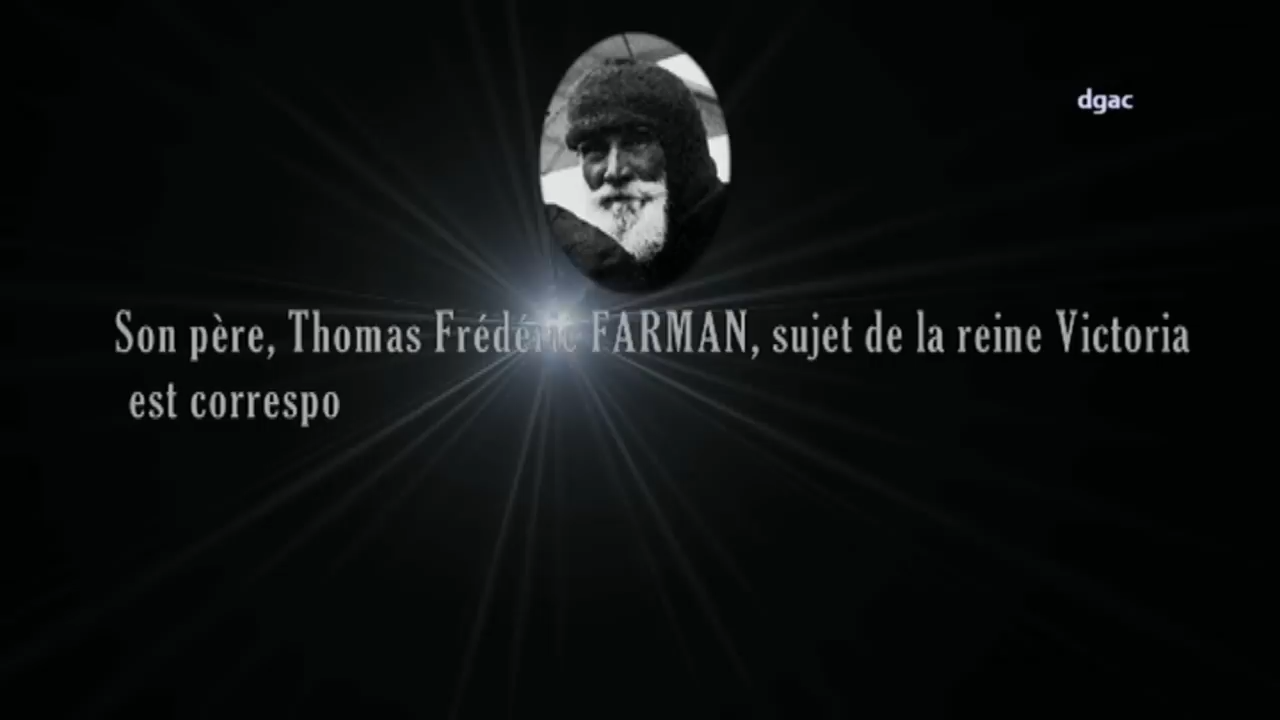 dgac
Son père, Thomas Frédéric FARMAN, sujet de la reine Victoria
est correspo